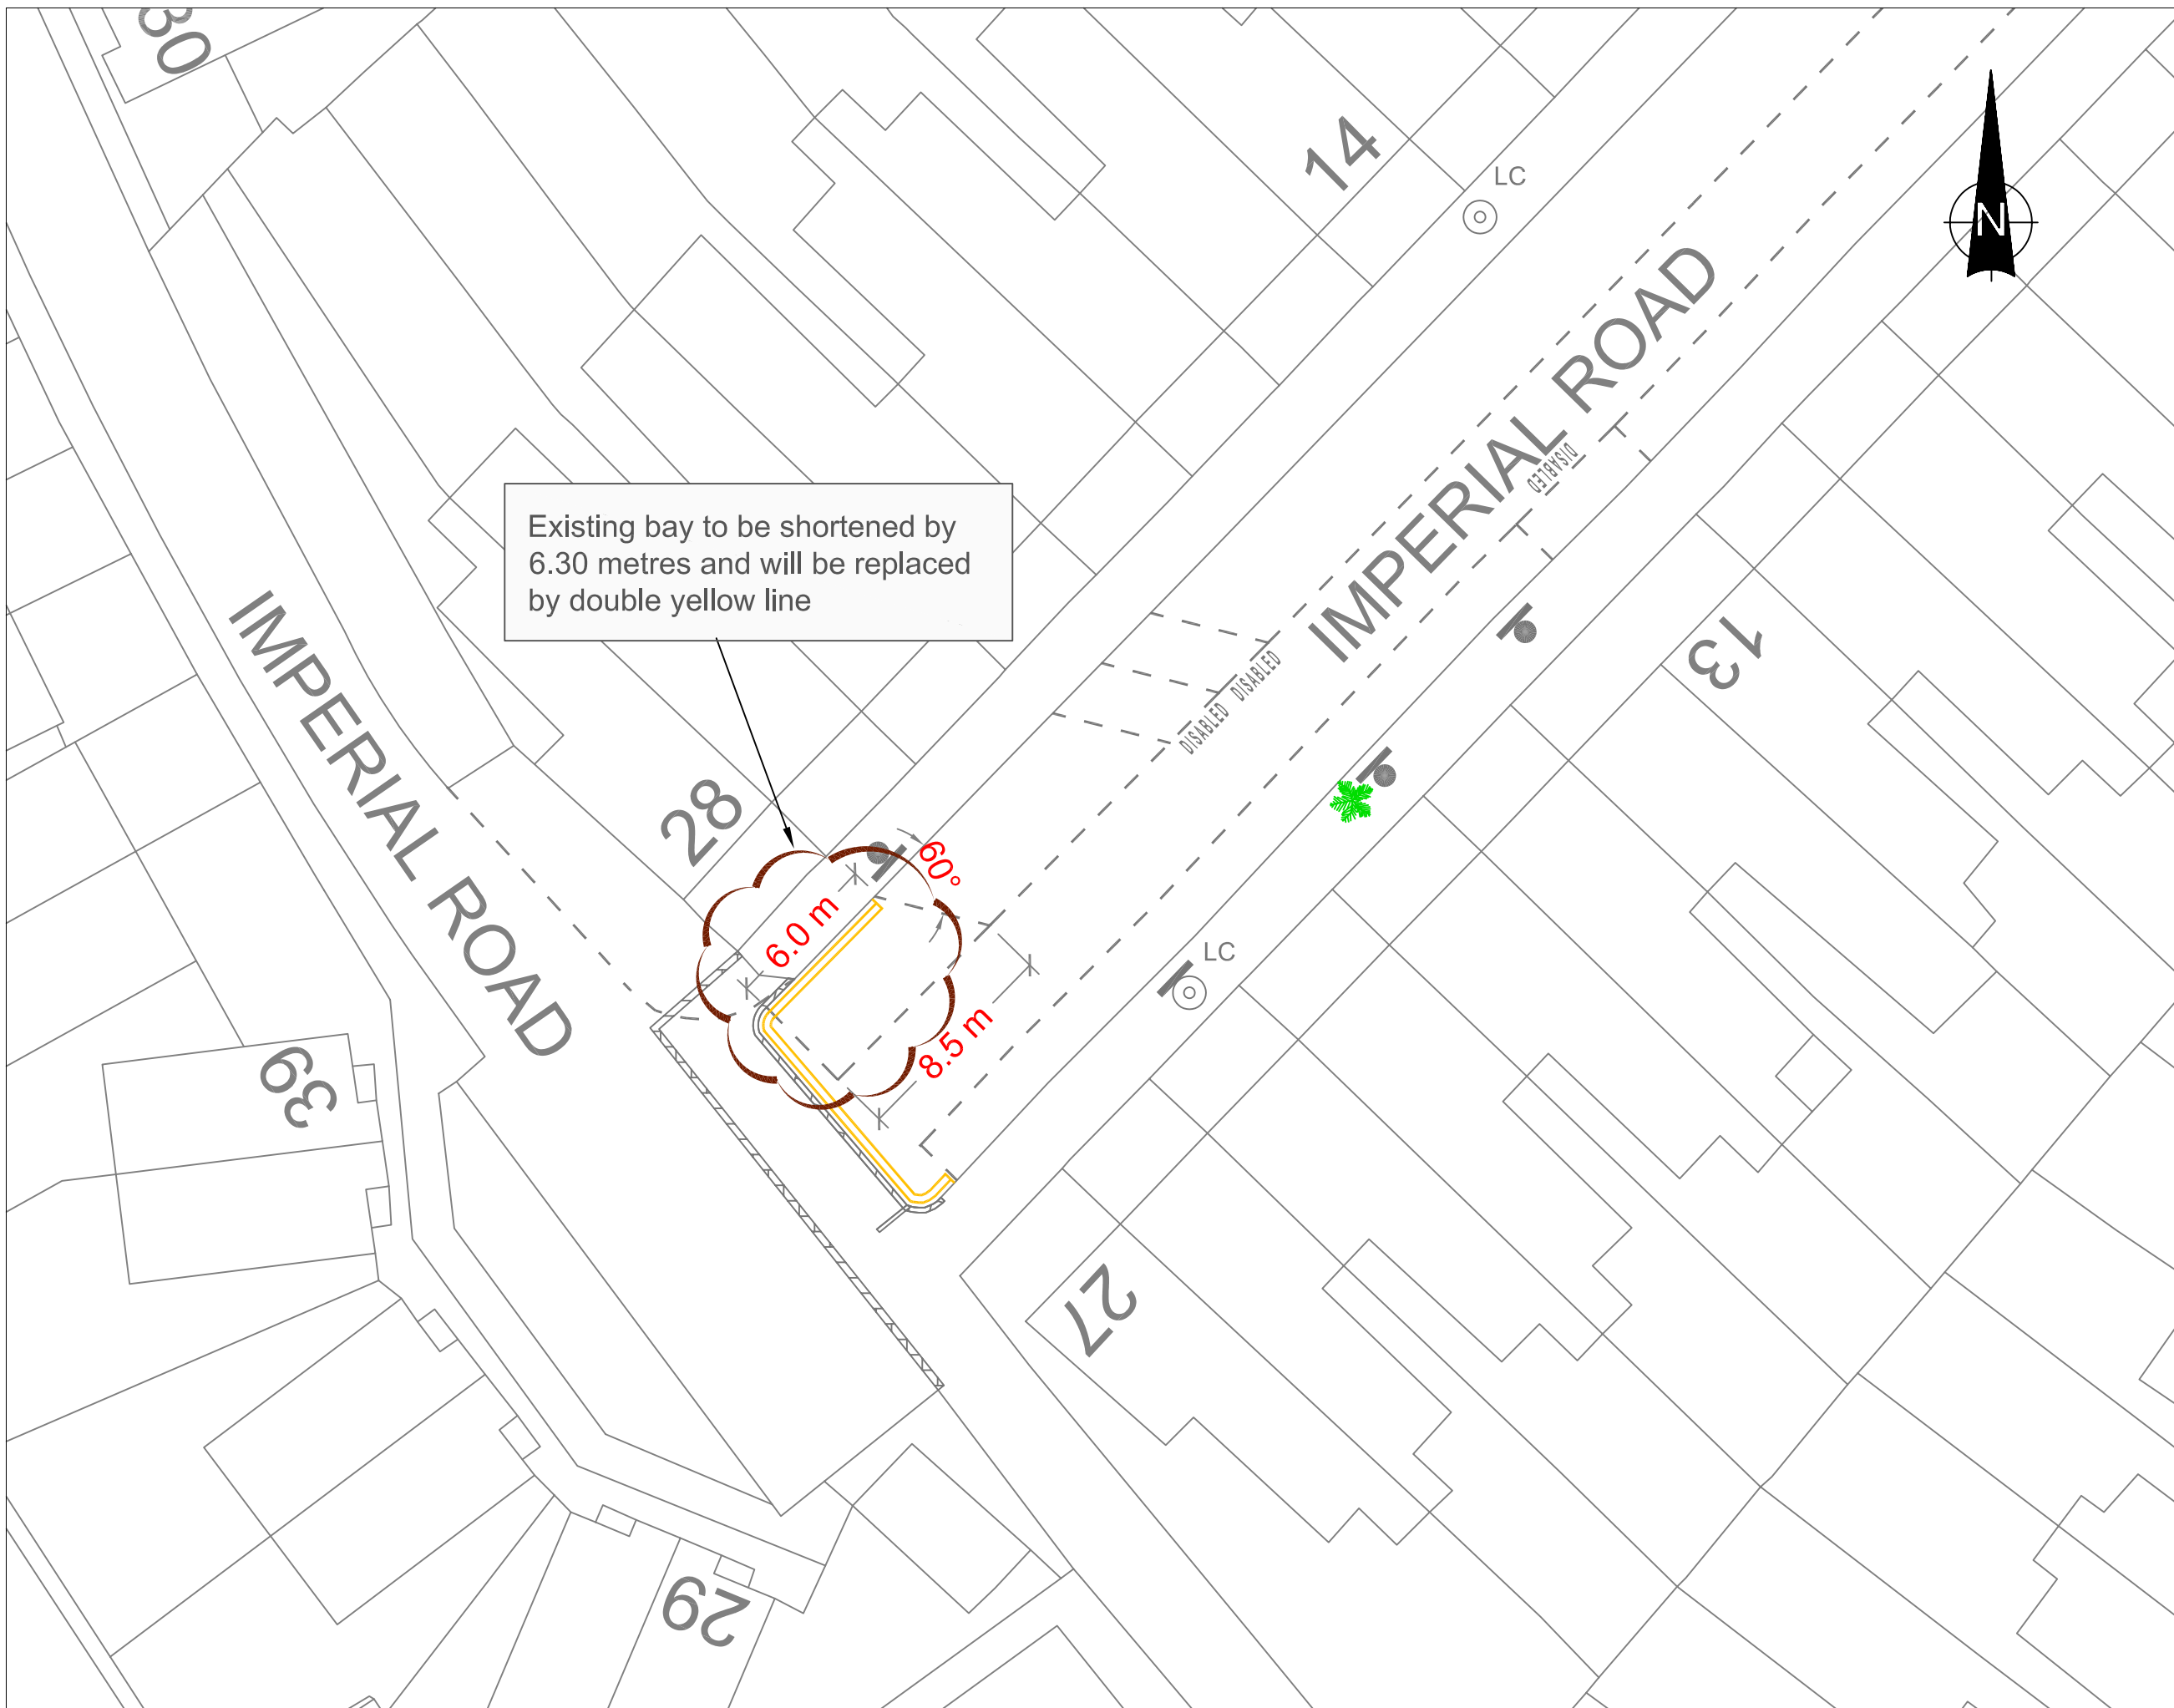 30
14
LC
N
IMPERIAL ROAD
DISABLED
Existing bay to be shortened by
6.30 metres and will be replaced
by double yellow line
IMPERIAL ROAD
13
DISABLED DISABLED
28
60°
6.0 m
LC
8.5 m
39
27
29